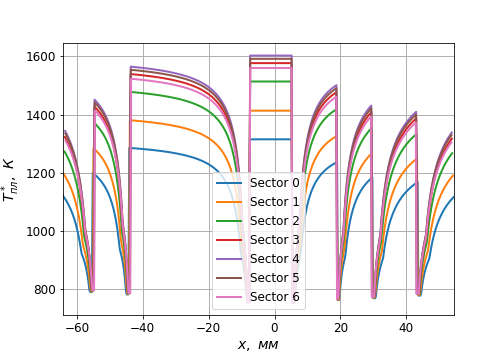 1600
1400
1200
1000
800
T*пл, К
Sector 0
Sector 1
Sector 2
Sector 3
Sector 4
Sector 5
Sector 6
−60 −40 −20 0 20 40
x, мм